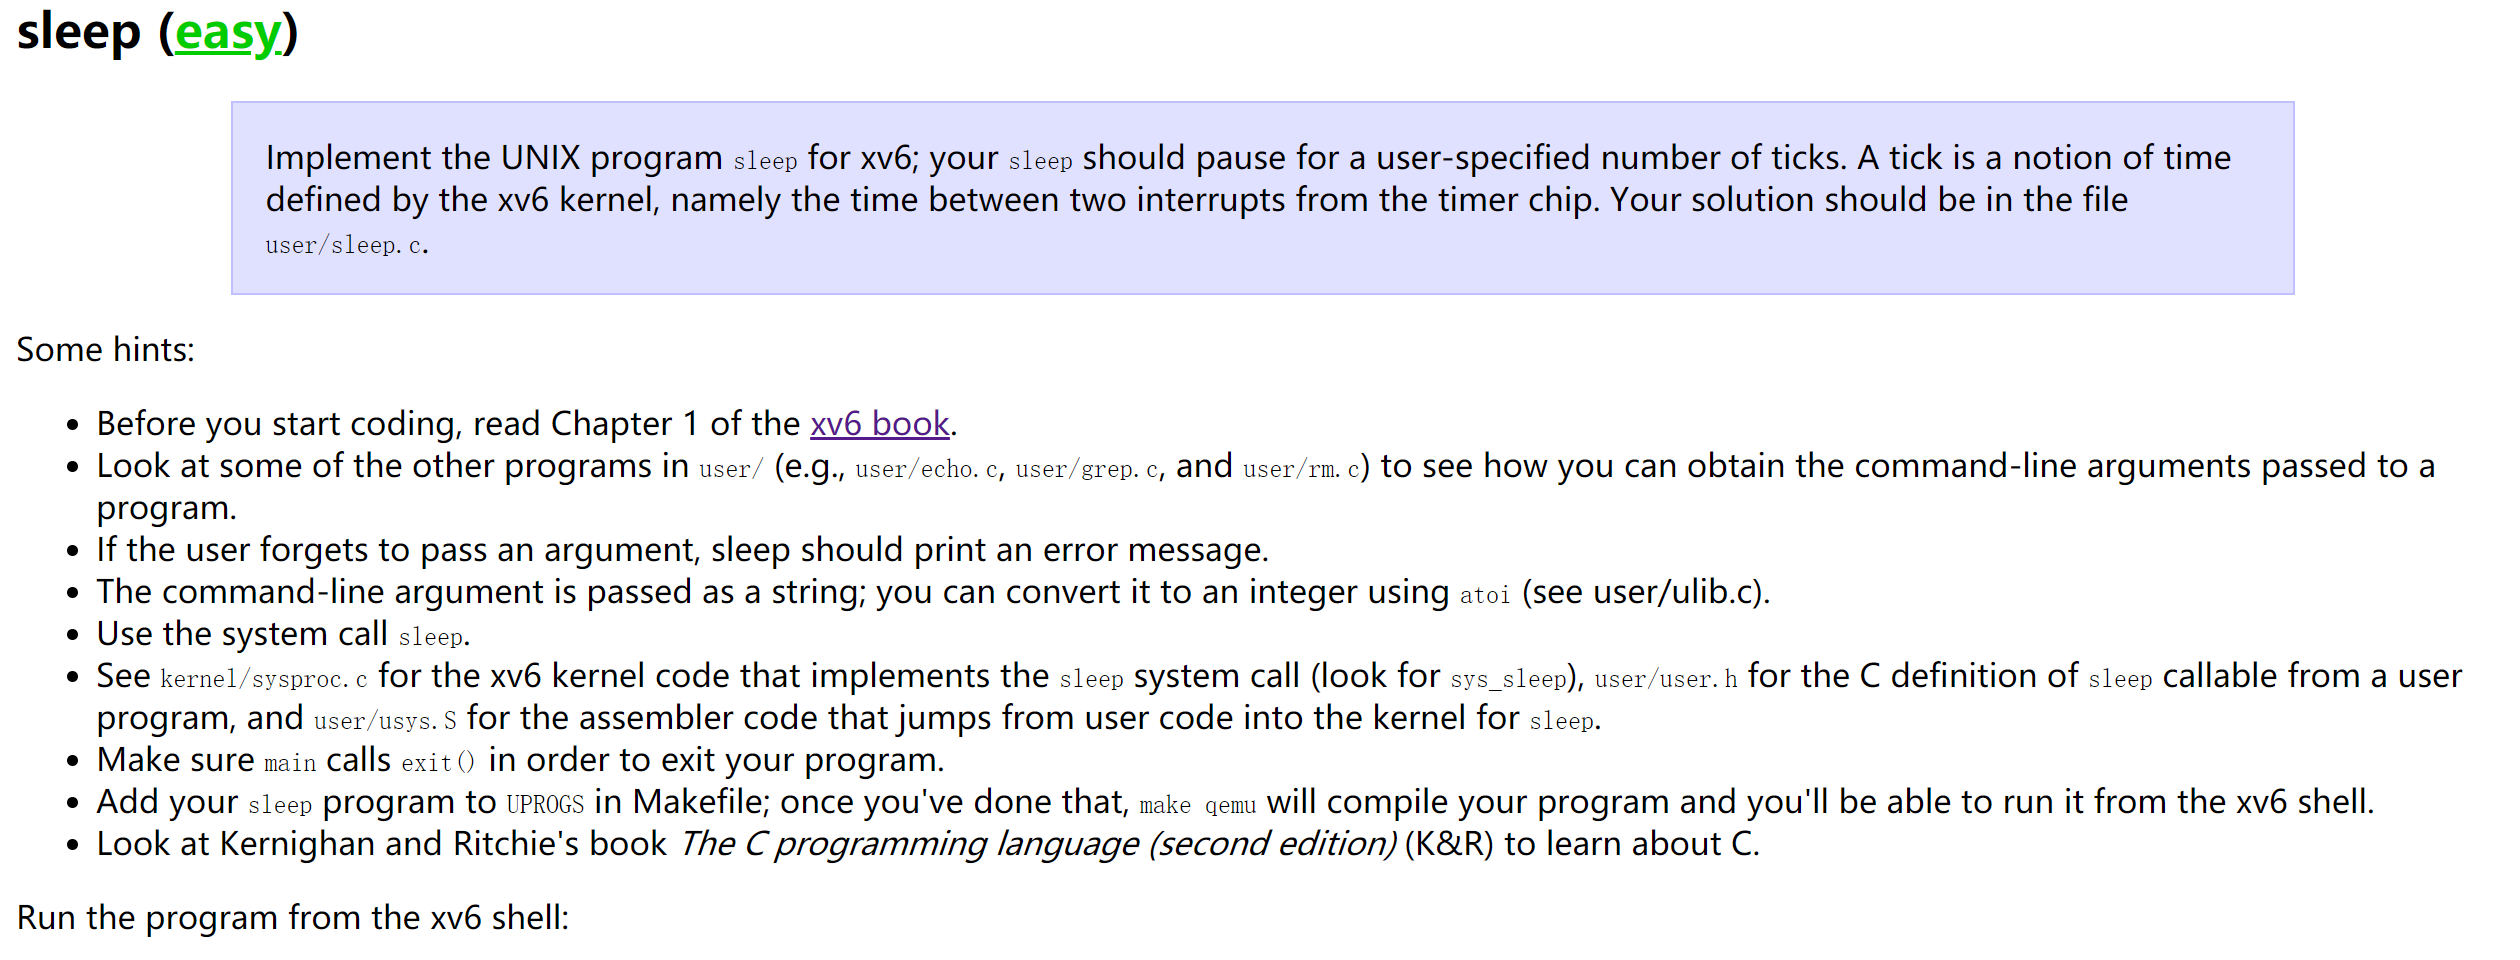 sleep (easy)
Implement the UNIX program sleep for xv6; your sleep should pause for a user-specified number of ticks. A tick is a notion of time
defined by the xv6 kernel, namely the time between two interrupts from the timer chip. Your solution should be in the file
user/sleep.c.
Some hints:
• Before you start coding, read Chapter 1 of the xv6 book.
• Look at some of the other programs in user/ (e.g., user/echo.c, user/grep.c, and user/rm.c) to see how you can obtain the command-line arguments passed to a
program.
• If the user forgets to pass an argument, sleep should print an error message.
• The command-line argument is passed as a string; you can convert it to an integer using atoi (see user/ulib.c).
• Use the system call sleep.
• See kernel/sysproc.c for the xv6 kernel code that implements the sleep system call (look for sys_sleep), user/user.h for the C definition of sleep callable from a user
program, and user/usys.S for the assembler code that jumps from user code into the kernel for sleep.
• Make sure main calls exit() in order to exit your program.
• Add your sleep program to UPROGS in Makefile; once you've done that, make qemu will compile your program and you'll be able to run it from the xv6 shell.
• Look at Kernighan and Ritchie's book The C programming language (second edition) (K&R) to learn about C.
Run the program from the xv6 shell: